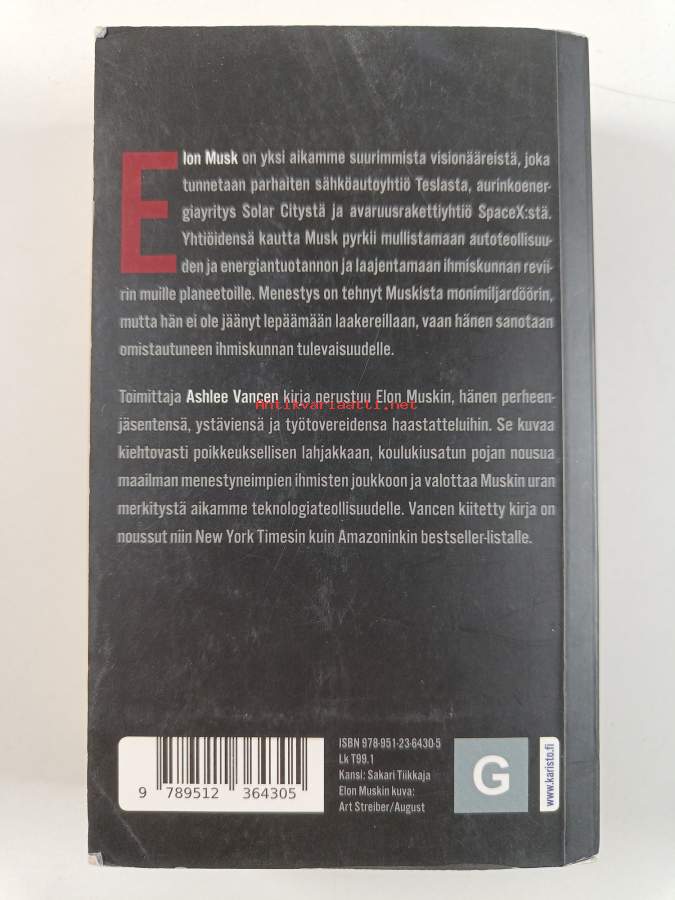 Elon Musk on yksi aikamme suurimmista visionääreistä, joka
tunnetaan parhaiten sähköautoyhtiö Teslasta, aurinkoener-
giayritys Solar Citystä ja avaruusrakettiyhtiö SpaceX:stä.
Yhtiöidensä kautta Musk pyrkii mullistamaan autoteollisuu-
den ja energiantuotannon ja laajentamaan ihmiskunnan revii-
rin muille planeetoille. Menestys on tehnyt Muskista monimiljardöörin,
mutta hän ei ole jäänyt lepäämään laakereillaan, vaan hänen sanotaan
omistautuneen ihmiskunnan tulevaisuudelle.
Toimittaja Ashlee Vancen kirja perustuu Elon Muskin, hänen perheen-
Antikvariaatti.net
jäsentensä, ystäviensä ja työtovereidensa haastatteluihin. Se kuvaa
kiehtovasti poikkeuksellisen lahjakkaan, koulukiusatun pojan nousua
maailman menestyneimpien ihmisten joukkoon ja valottaa Muskin uran
merkitystä aikamme teknologiateollisuudelle. Vancen kiitetty kirja on
noussut niin New York Timesin kuin Amazoninkin bestseller-listalle.
9 789512 364305
ISBN 978-951-23-6430-5
Lk T99.1
Kansi: Sakari Tiikkaja
Elon Muskin kuva:
Art Streiber/August
G
www.karisto.fi